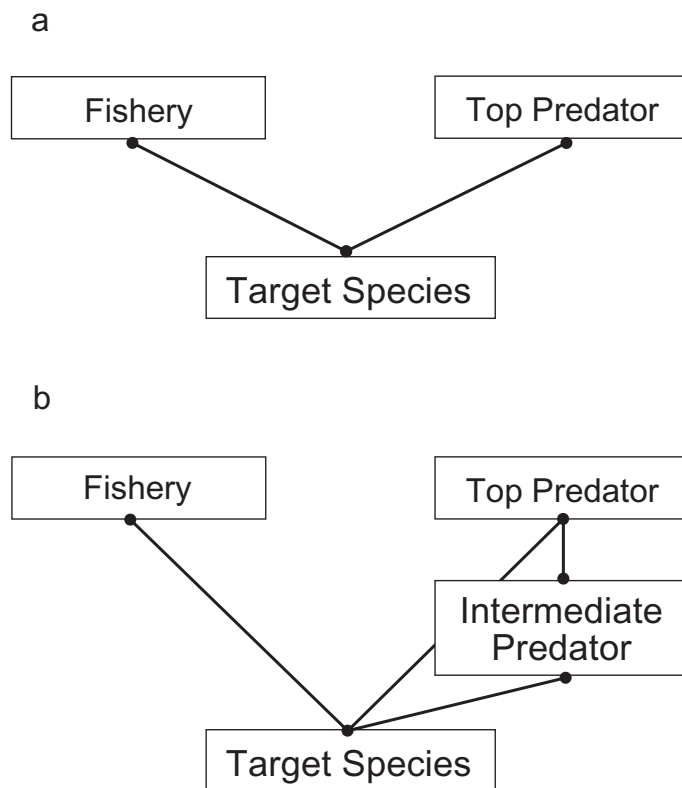 a
Fishery
Top Predator
Target Species
b
Fishery
Top Predator
Intermediate
Predator
Target Species